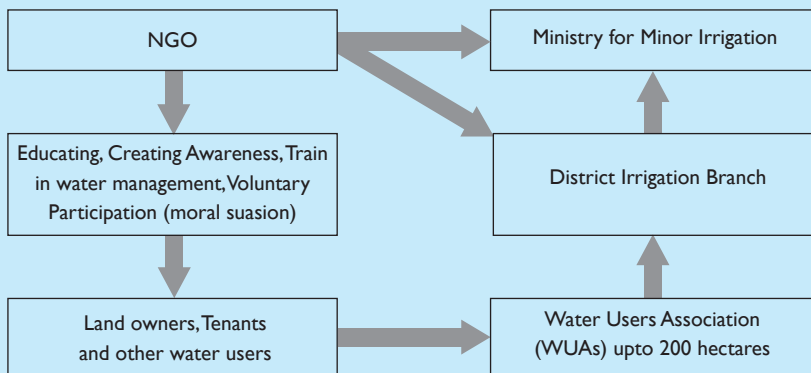 NGO
Ministry for Minor Irrigation
Educating, Creating Awareness, Train
in water management, Voluntary
Participation (moral suasion)
District Irrigation Branch
Land owners, Tenants
and other water users
Water Users Association
(WUAs) upto 200 hectares